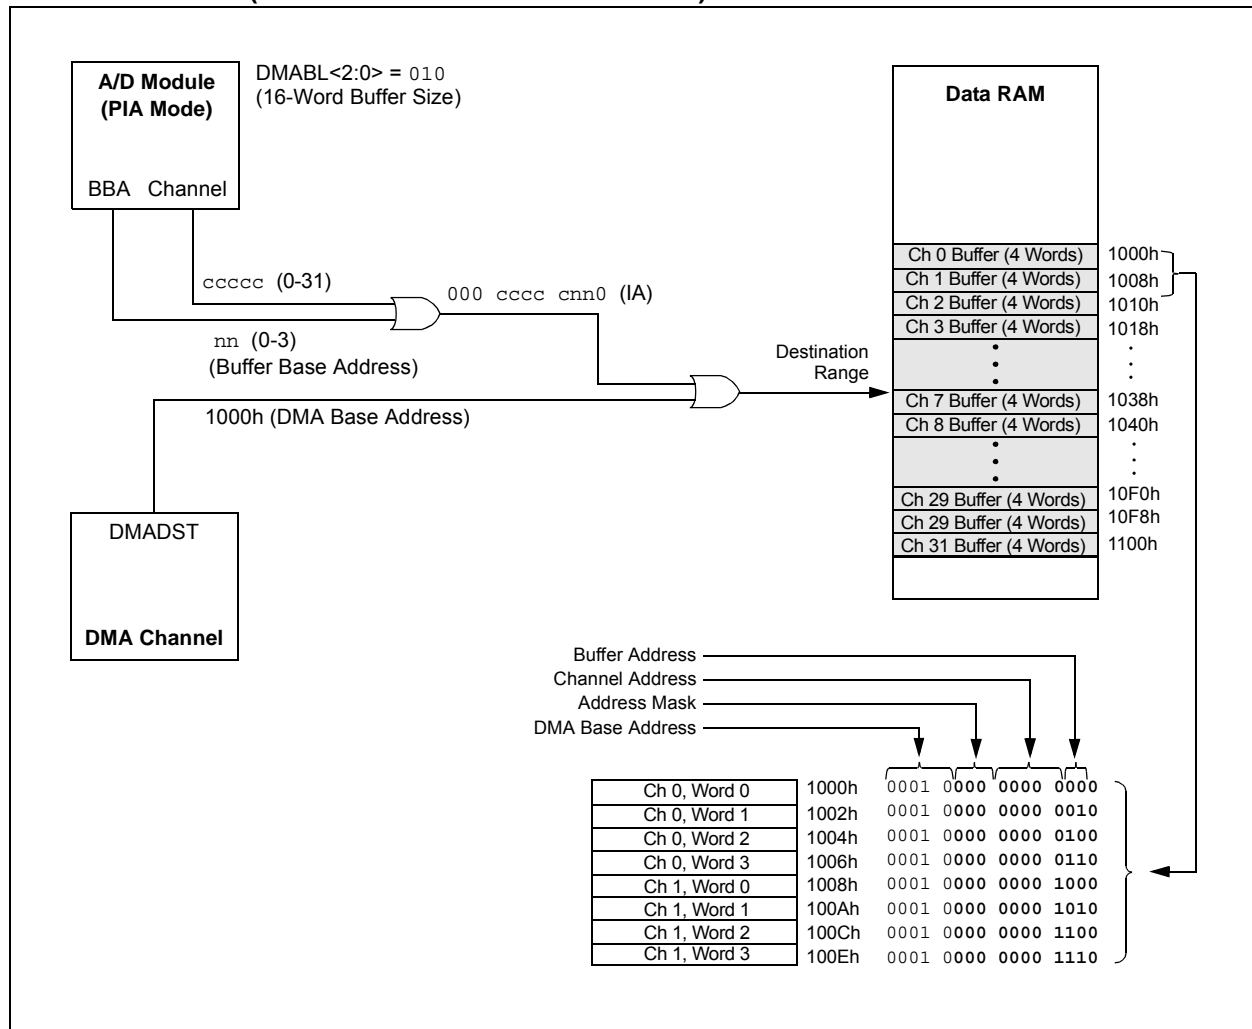 A/D Module
(PIA Mode)
BBA Channel
DMABL<2:0> = 010
(16-Word Buffer Size)
ccccc (0-31)
nn (0-3)
(Buffer Base Address)
000 cccc cnn0 (IA)
1000h (DMA Base Address)
DMADST
DMA Channel
Destination
Range
Data RAM
Ch 0 Buffer (4 Words) 1000h
Ch 1 Buffer (4 Words) 1008h
Ch 2 Buffer (4 Words) 1010h
Ch 3 Buffer (4 Words) 1018h
Ch 7 Buffer (4 Words) 1038h
Ch 8 Buffer (4 Words) 1040h
Ch 29 Buffer (4 Words) 10F0h
Ch 29 Buffer (4 Words) 10F8h
Ch 31 Buffer (4 Words) 1100h
Buffer Address
Channel Address
Address Mask
DMA Base Address
Ch 0, Word 0 1000h 0001 0000 0000 0000
Ch 0, Word 1 1002h 0001 0000 0000 0010
Ch 0, Word 2 1004h 0001 0000 0000 0100
Ch 0, Word 3 1006h 0001 0000 0000 0110
Ch 1, Word 0 1008h 0001 0000 0000 1000
Ch 1, Word 1 100Ah 0001 0000 0000 1010
Ch 1, Word 2 100Ch 0001 0000 0000 1100
Ch 1, Word 3 100Eh 0001 0000 0000 1110